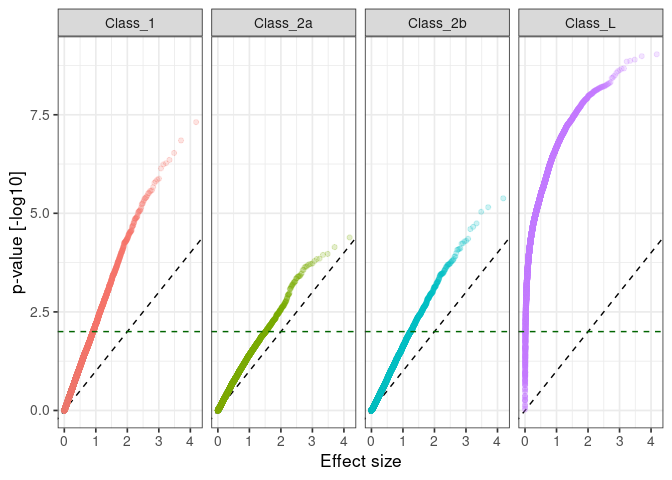 Class_1 Class_2a Class_2b Class_L
p-value [-log10]
7.5
5.0
2.5
0.0
0 1 2 3 4 0 1 2 3 4 0 1 2 3 4 0 1 2 3 4
Effect size